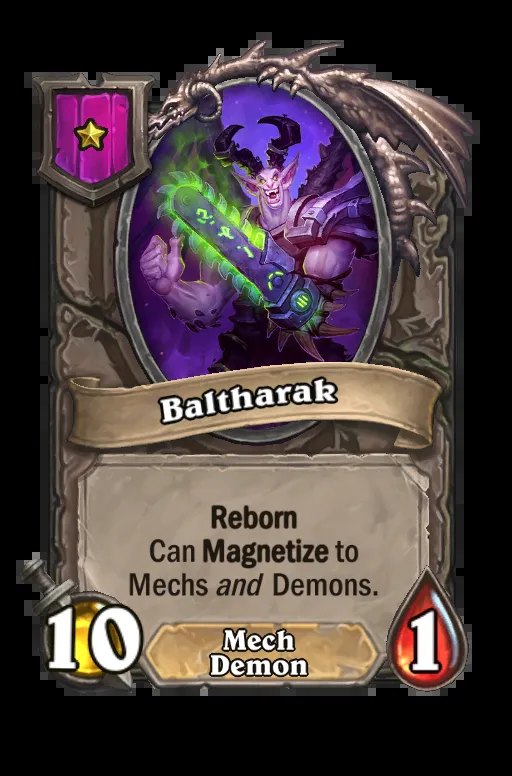 Baltharak
Reborn
Can Magnetize to
Mechs and Demons.
10
Mech
Demon
1